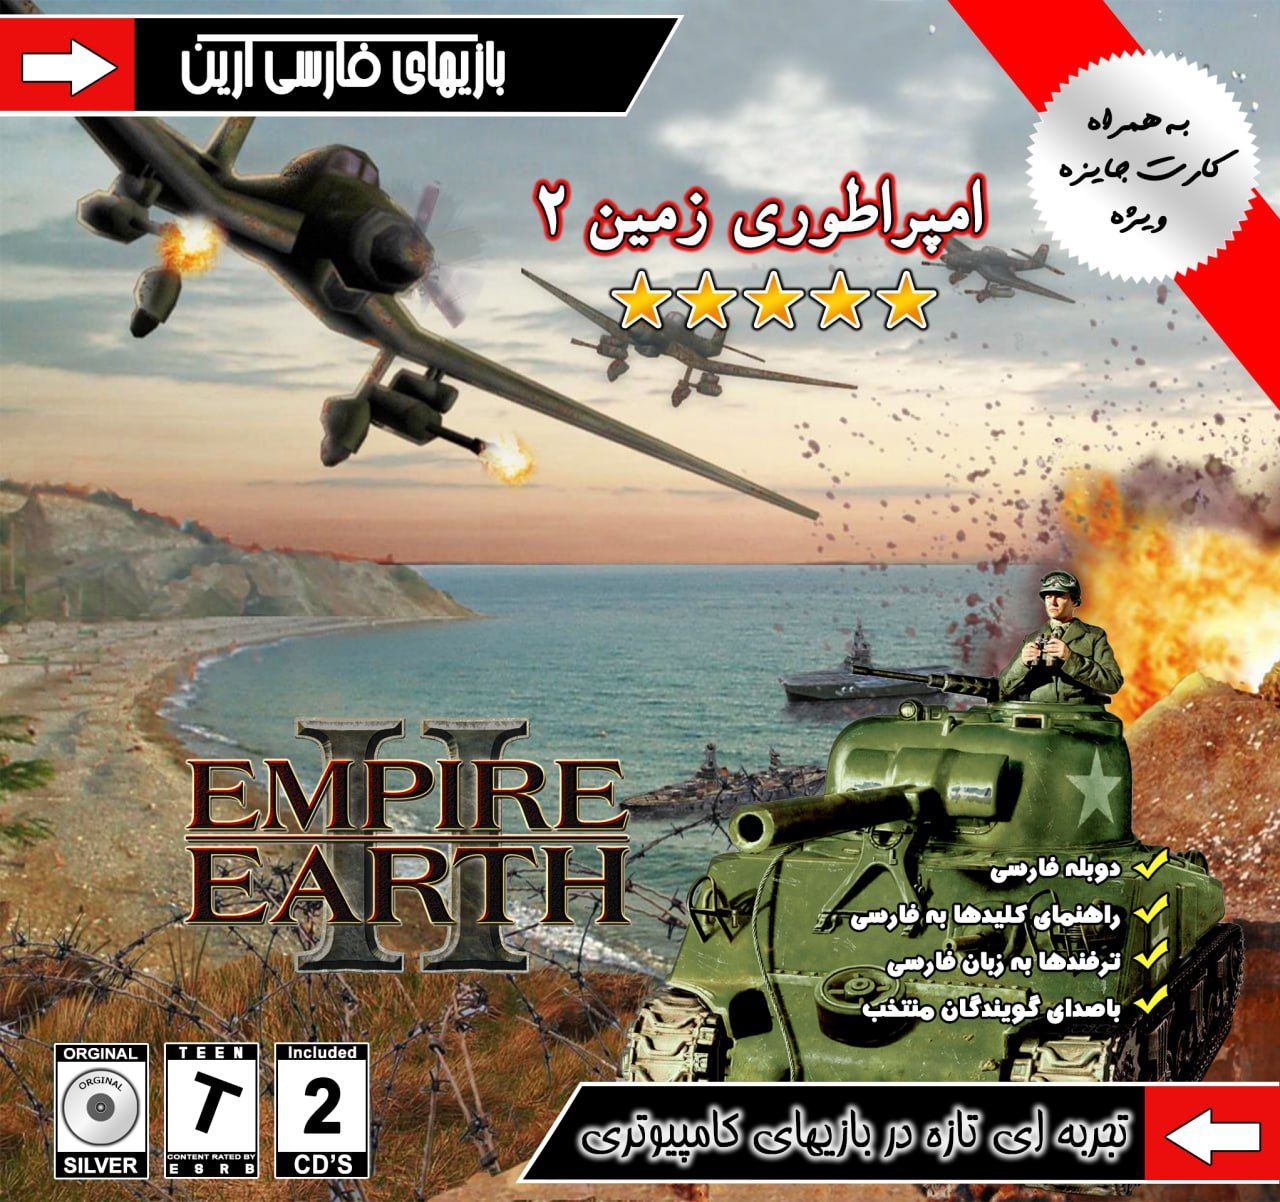 بازیهای فارسی آرین
به همراه
کارت جایزه
ویژه
امپراطوری زمین ۲
EMPIRE
EARTH
II
دوبله فارسی
راهنمای کلیدها به فارسی
ترفندها به زبان فارسی
باصدای گویندگان منتخب
ORGINAL
ORGINAL
SILVER
TEEN
T
CONTENT RATED BY
ESRB
Included
2
CD'S
تجربه ای تازه در بازیهای کامپیوتری